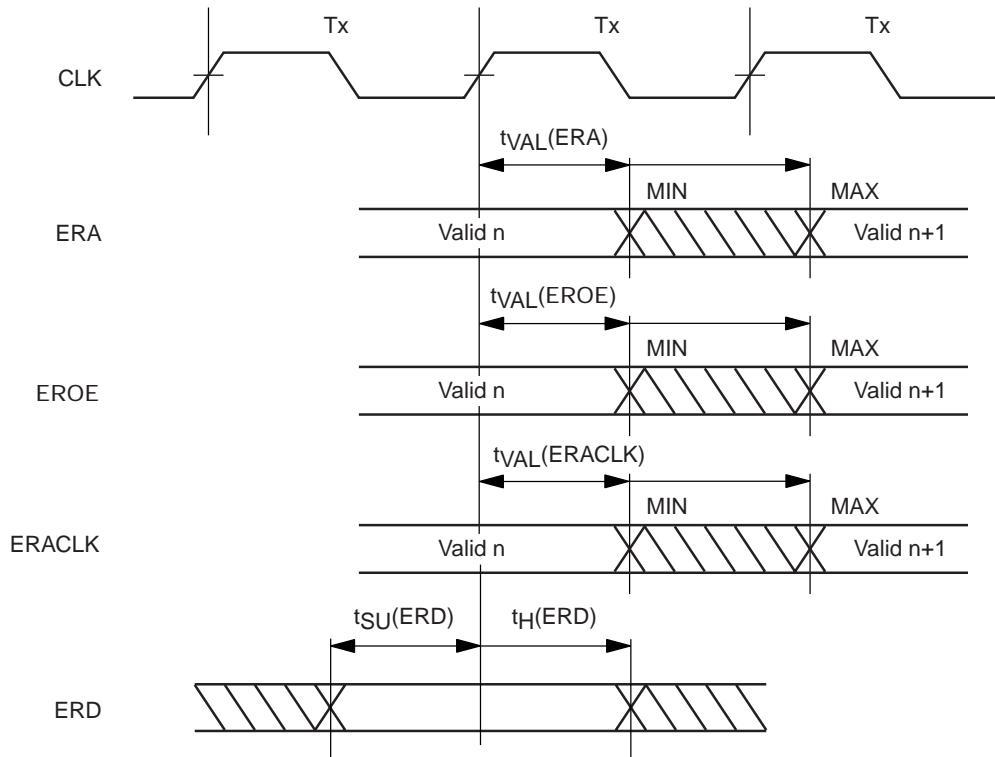 Tx Tx Tx
CLK
tVAL(ERA)
MIN MAX
ERA Valid n Valid n+1
tVAL(EROE)
MIN MAX
EROE Valid n Valid n+1
tVAL(ERACLK)
MIN MAX
ERACLK Valid n Valid n+1
tSU(ERD) tH(ERD)
ERD